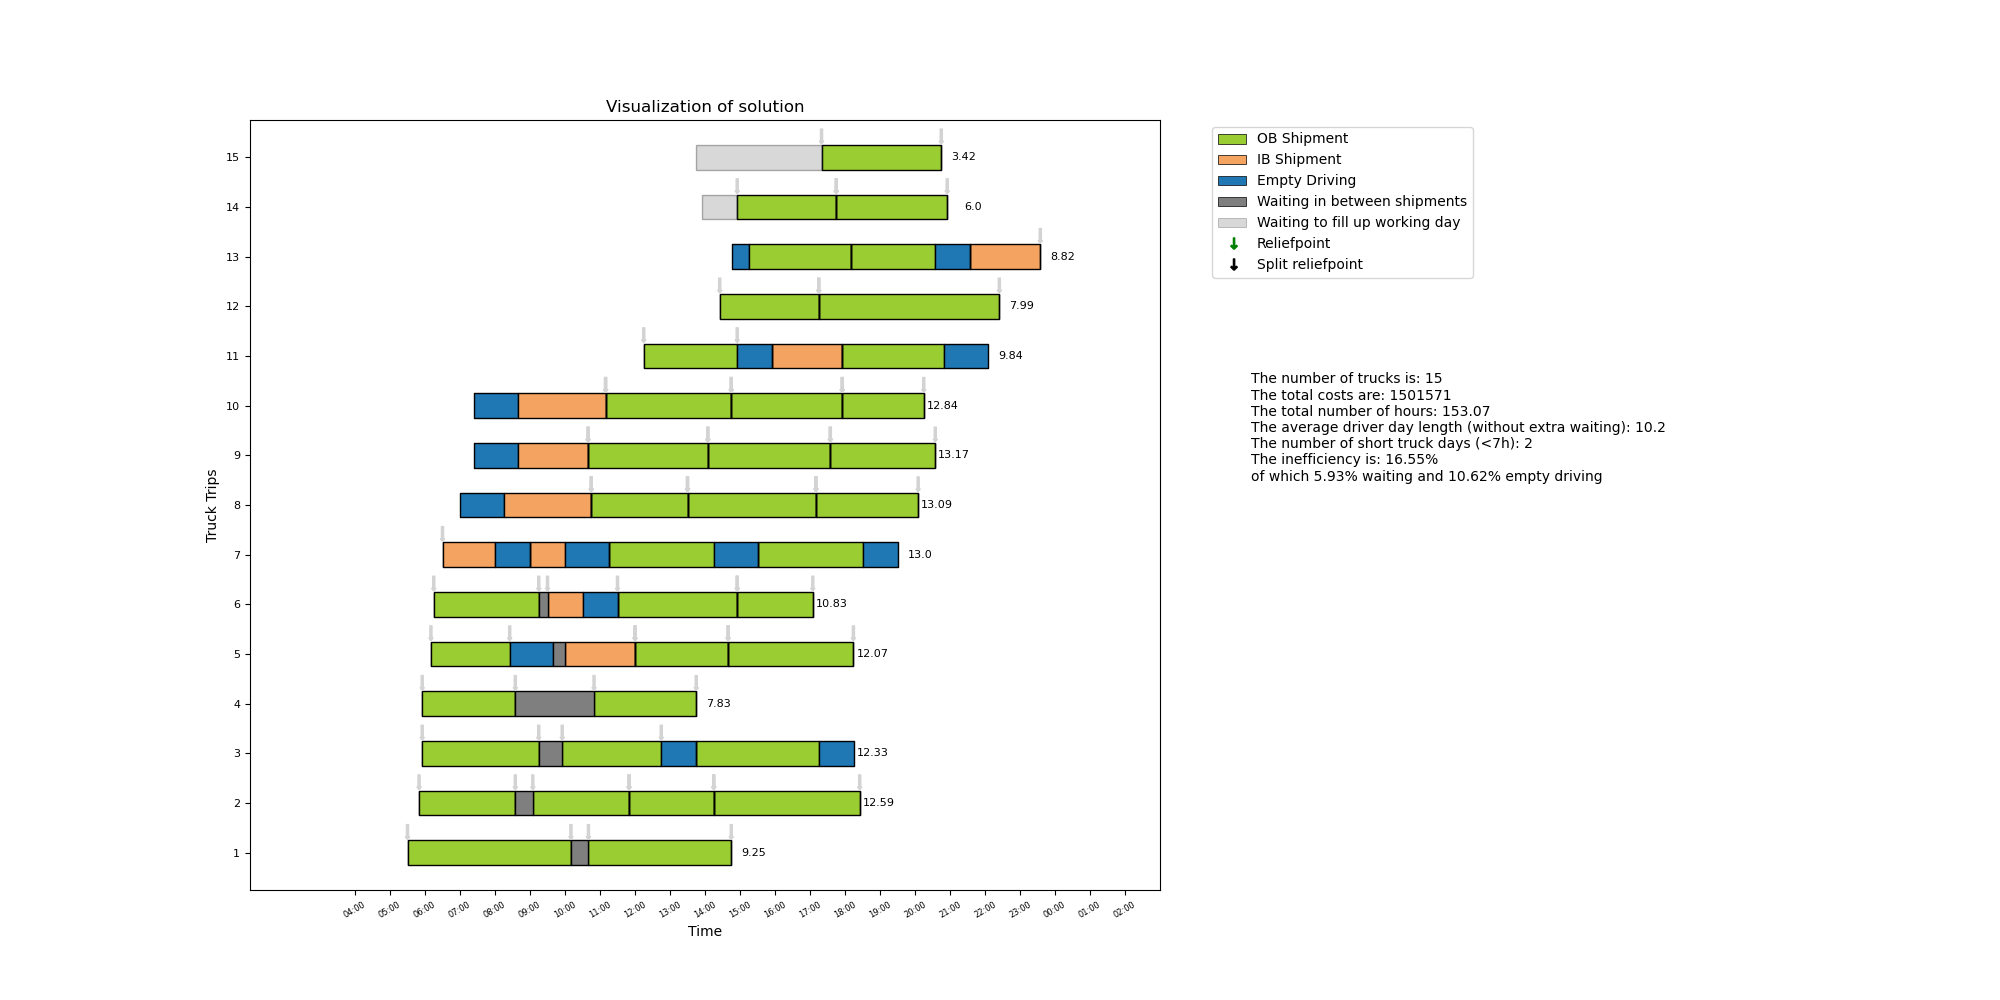 Visualization of solution
15
14
13
12
11
10
9
8
7
6
5
4
3
2
1
Truck Trips
3.42
6.0
8.82
7.99
9.84
12.84
13.17
13.09
13.0
10.83
12.07
7.83
12.33
12.59
9.25
04:00 05:00 06:00 07:00 08:00 09:00 10:00 11:00 12:00 13:00 14:00 15:00 16:00 17:00 18:00 19:00 20:00 21:00 22:00 23:00 00:00 01:00 02:00
Time
OB Shipment
IB Shipment
Empty Driving
Waiting in between shipments
Waiting to fill up working day
Reliefpoint
Split reliefpoint
The number of trucks is: 15
The total costs are: 1501571
The total number of hours: 153.07
The average driver day length (without extra waiting): 10.2
The number of short truck days (<7h): 2
The inefficiency is: 16.55%
of which 5.93% waiting and 10.62% empty driving